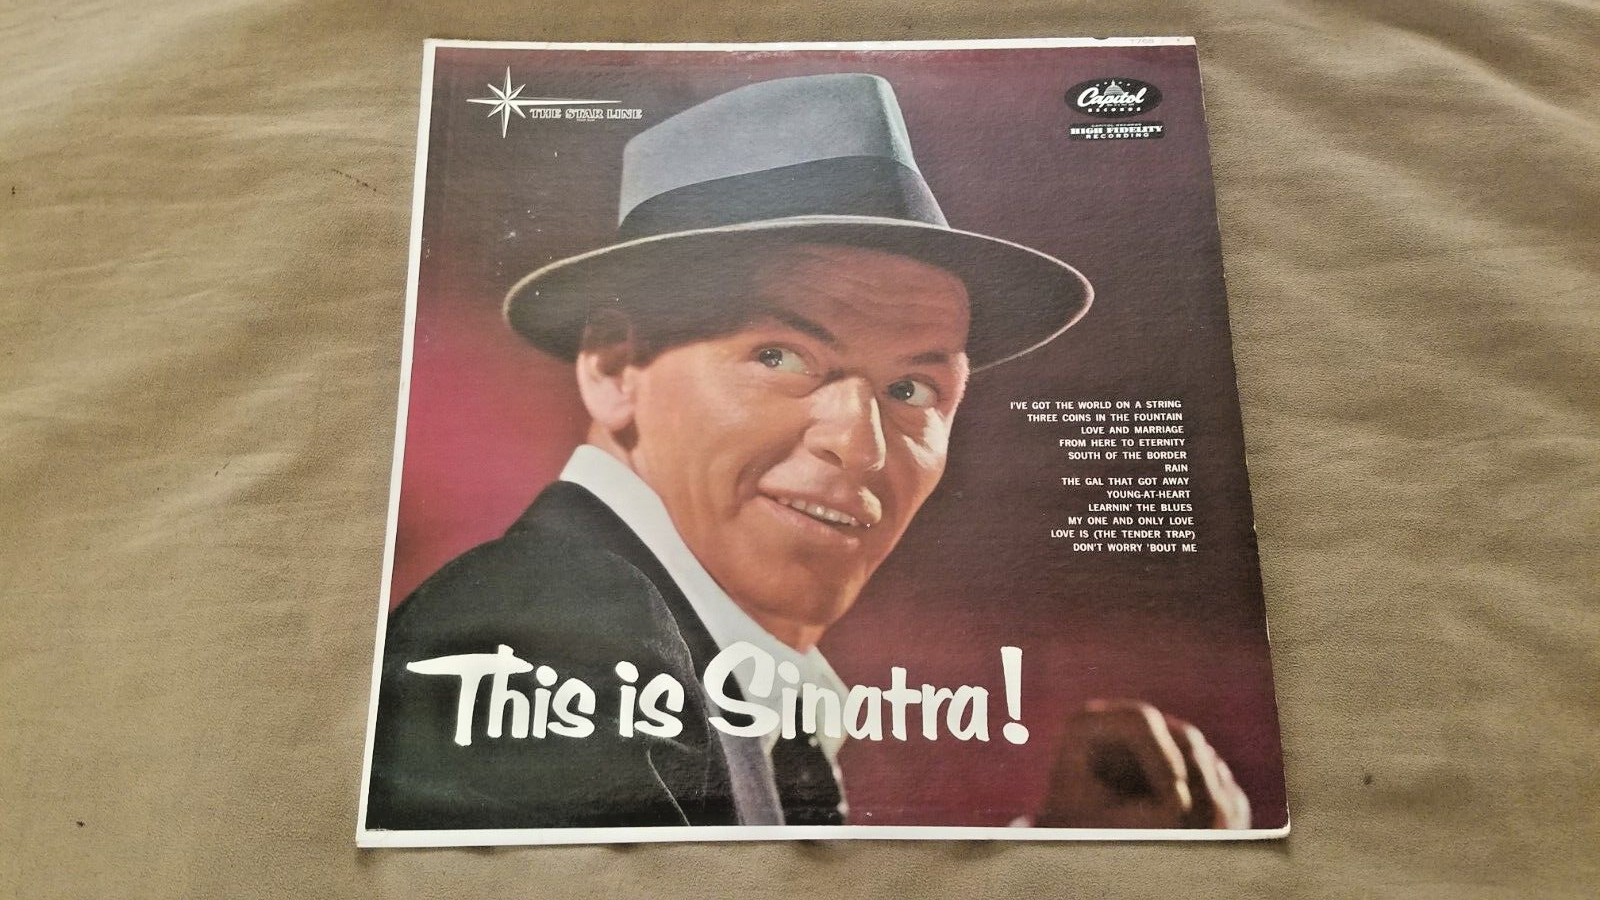 THE STAR LINE
Capitol
RECORDS
CAPITOL RECORDS
HIGH FIDELITY
RECORDING
I'VE GOT THE WORLD ON A STRING
THREE COINS IN THE FOUNTAIN
LOVE AND MARRIAGE
FROM HERE TO ETERNITY
SOUTH OF THE BORDER
RAIN
THE GAL THAT GOT AWAY
YOUNG-AT-HEART
LEARNIN' THE BLUES
MY ONE AND ONLY LOVE
LOVE IS (THE TENDER TRAP)
DON'T WORRY 'BOUT ME
This is Sinatra!